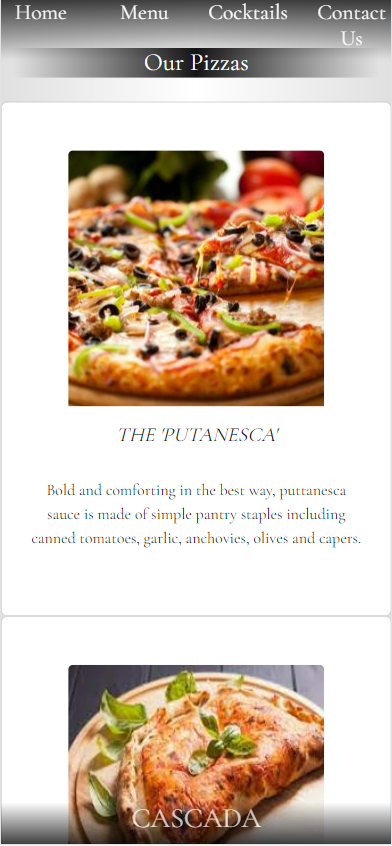 Home Menu Cocktails Contact
Us
Our Pizzas
THE 'PUTANESCA'
Bold and comforting in the best way, puttanesca
sauce is made of simple pantry staples including
canned tomatoes, garlic, anchovies, olives and capers.
CASCADA